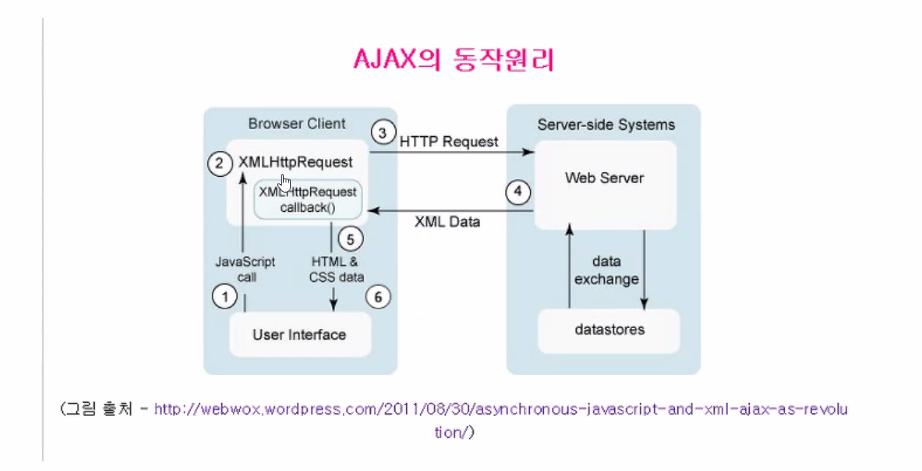 AJAX의 동작원리
Browser Client
Server-side Systems
3
HTTP Request
2
XMLHttpRequest
Web Server
XMLHttpRequest
callback()
4
XML Data
5
JavaScript
call
HTML &
CSS data
data
exchange
1
6
User Interface
datastores
(그림 출처 - http://webwox.wordpress.com/2011/08/30/asynchronous-javascript-and-xml-ajax-as-revolu
tion/)